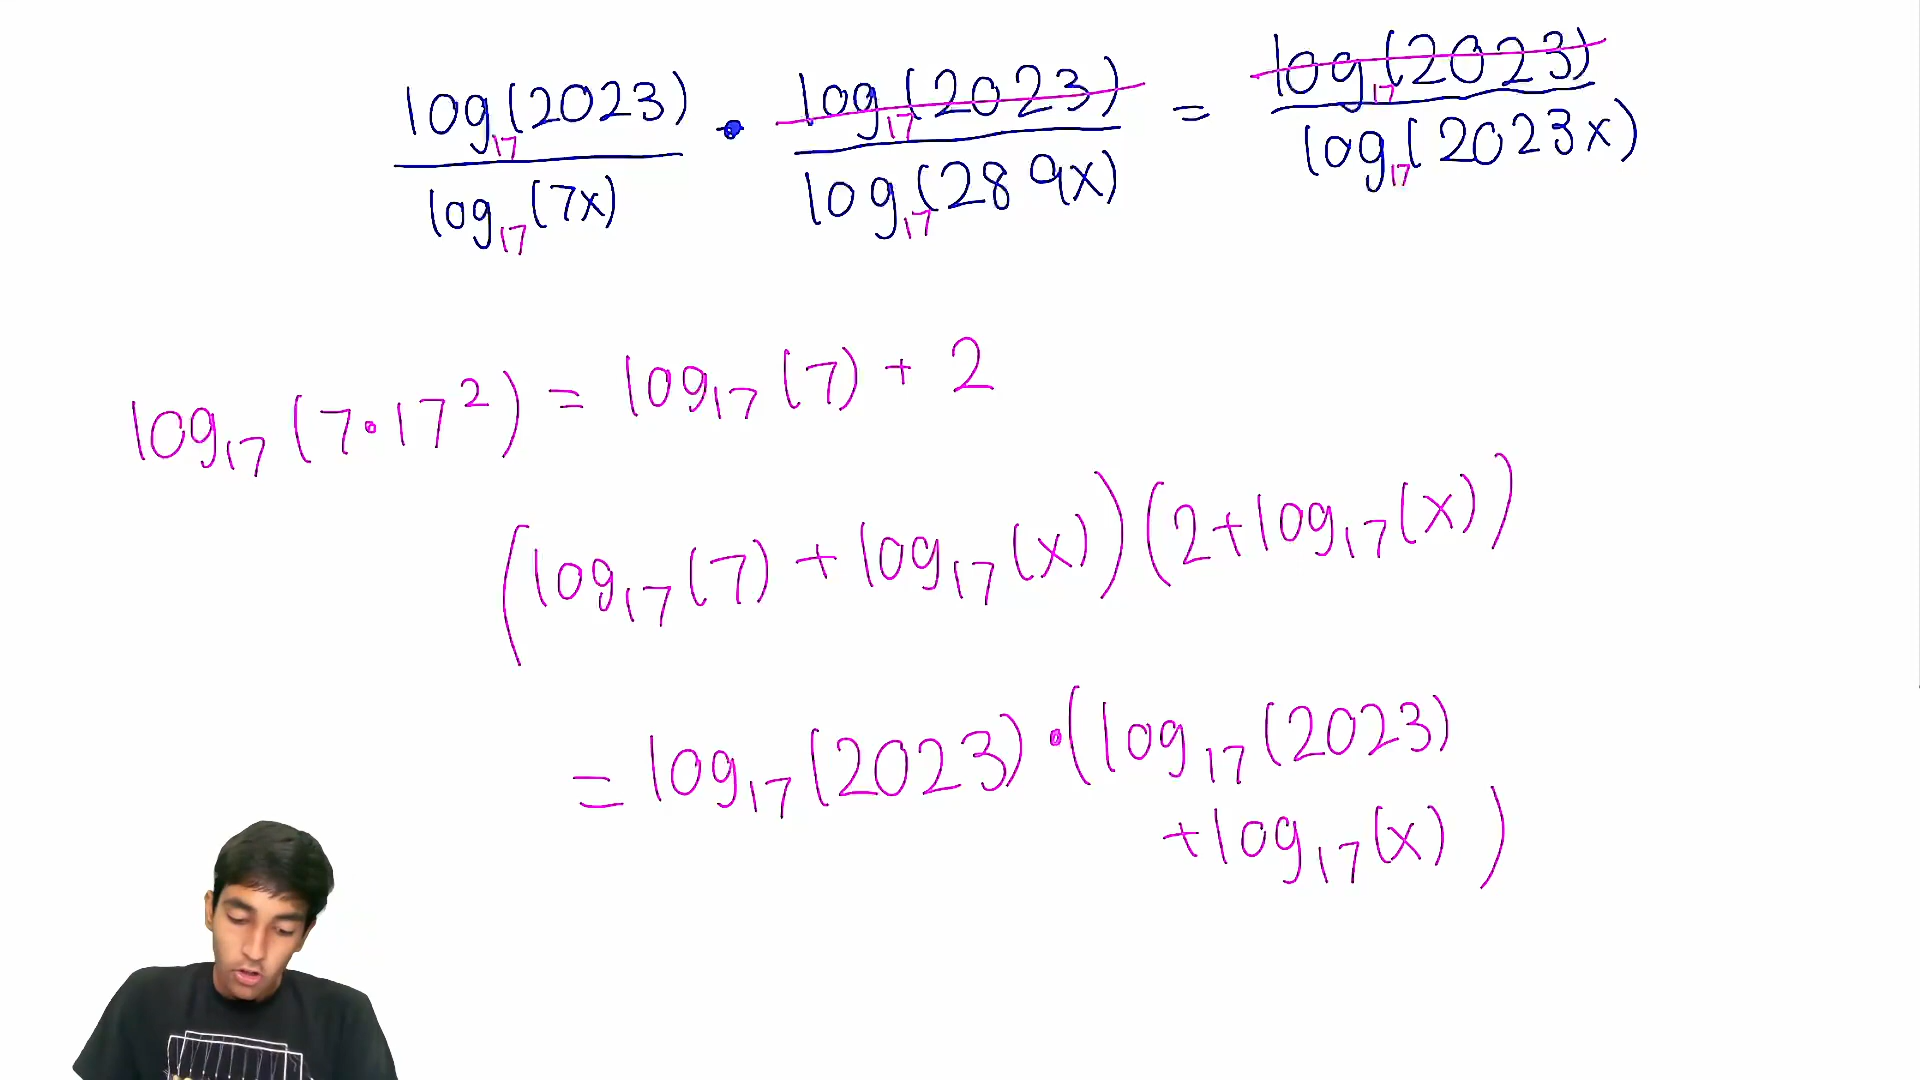 log₁₇(2023) / log₁₇(7x) • log₁₇(2023) / log₁₇(289x) = log₁₇(2023) / log₁₇(2023x)
log₁₇(7•17²) = log₁₇(7) + 2
(log₁₇(7) + log₁₇(x))(2+log₁₇(x))
= log₁₇(2023)•(log₁₇(2023)
+log₁₇(x))